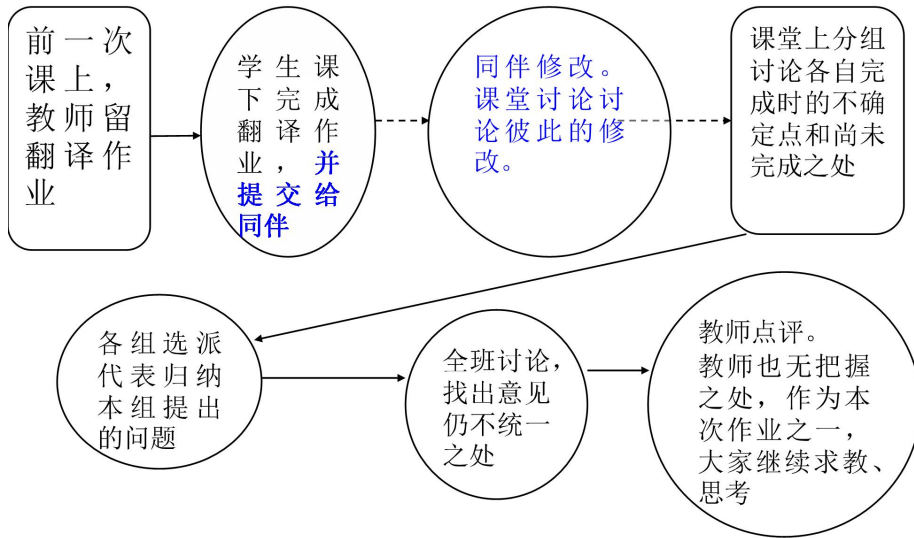 前一次
课上，
教师留
翻译作
业
学生课
下完成
翻译作
业，并
提交给
同伴
同伴修改。
课堂讨论讨
论彼此的修
改。
课堂上分组
讨论各自完
成时的不确
定点和尚未
完成之处
各组选派
代表归纳
本组提出
的问题
全班讨论，
找出意见
仍不统一
之处
教师点评。
教师也无把握
之处，作为本
次作业之一，
大家继续求教、
思考